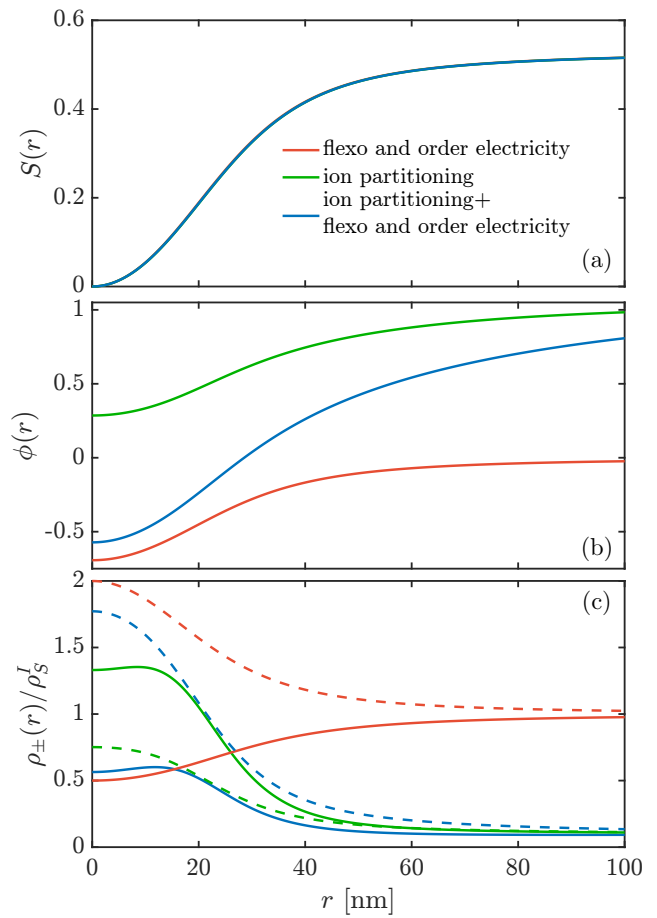 0.6
0.4
0.2
0
S(r)
flexo and order electricity
ion partitioning
ion partitioning+
flexo and order electricity
(a)
1
0.5
0
-0.5
ϕ(r)
(b)
2
1.5
1
0.5
0
ρ±(r)/ρ_S^I
(c)
0 20 40 60 80 100
r [nm]